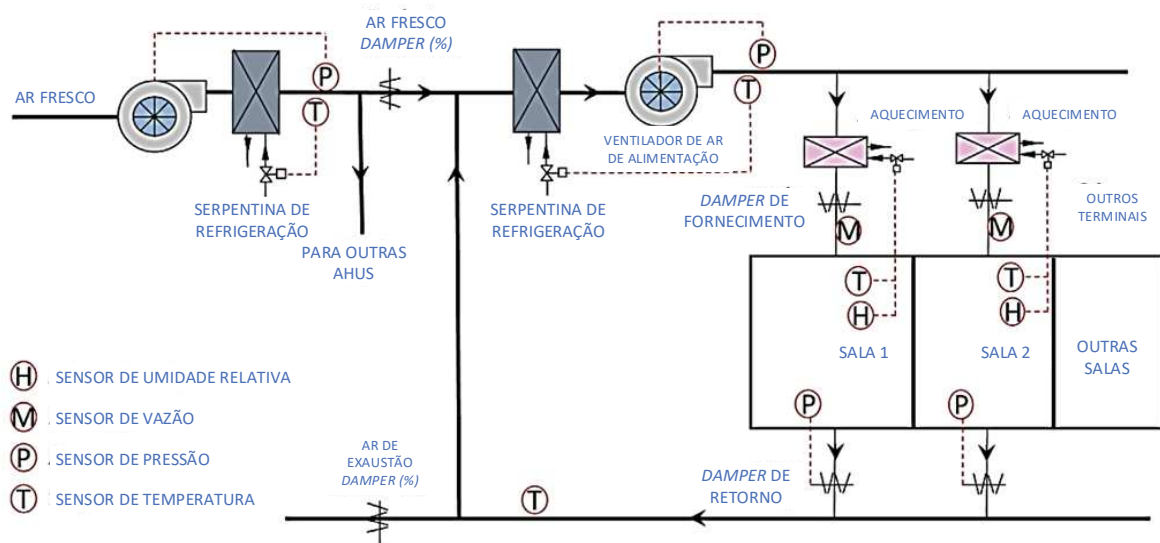 AR FRESCO
DAMPER (%)
P
P
AR FRESCO
T
T
AQUECIMENTO
AQUECIMENTO
VENTILADOR DE AR
DE ALIMENTAÇÃO
SERPENTINA DE
REFRIGERAÇÃO
SERPENTINA DE
REFRIGERAÇÃO
DAMPER DE
FORNECIMENTO
OUTROS
TERMINAIS
M
M
PARA OUTRAS
AHUS
T
T
H
H
SALA 1
SALA 2
OUTRAS
SALAS
H SENSOR DE UMIDADE RELATIVA
M SENSOR DE VAZÃO
P
P
P SENSOR DE PRESSÃO
T SENSOR DE TEMPERATURA
AR DE
EXAUSTÃO
DAMPER (%)
T
DAMPER DE
RETORNO